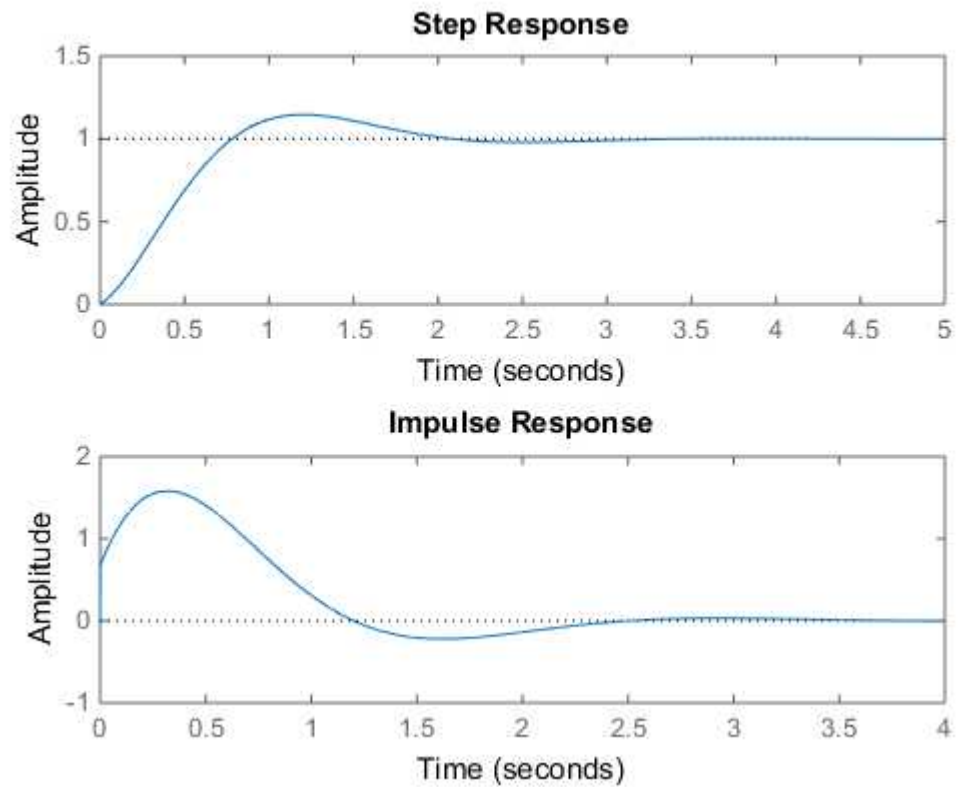 Step Response
1.5
1
0.5
0
Amplitude
0 0.5 1 1.5 2 2.5 3 3.5 4 4.5 5
Time (seconds)
Impulse Response
2
1
0
-1
Amplitude
0 0.5 1 1.5 2 2.5 3 3.5 4
Time (seconds)